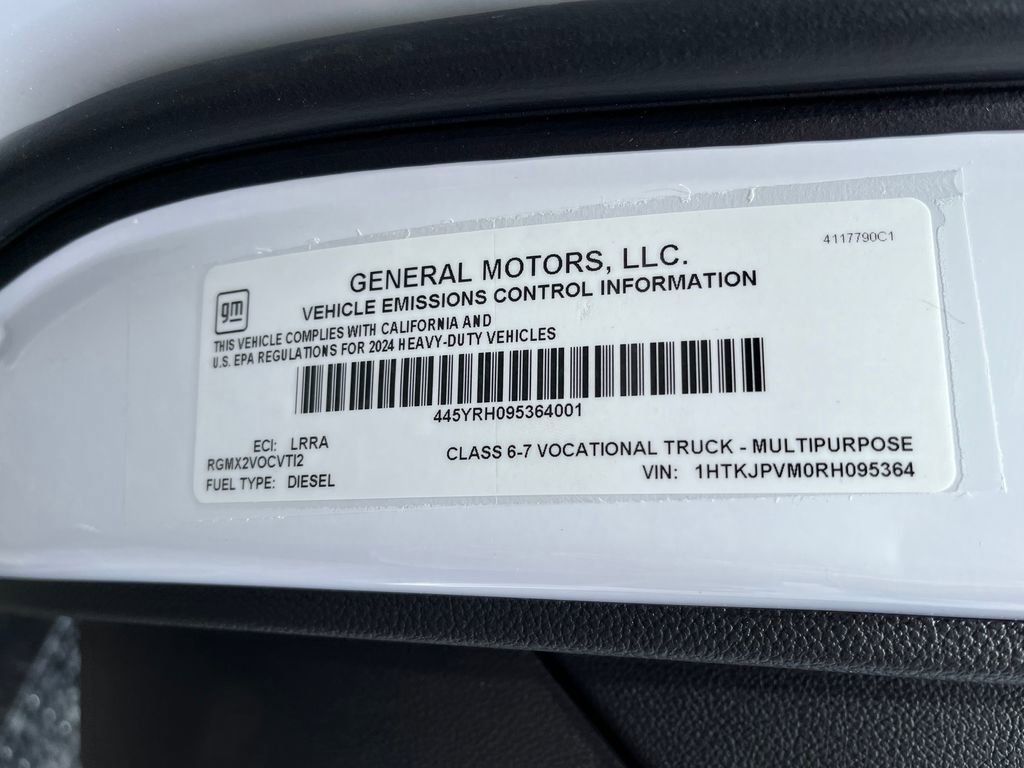 4117790C1
gm
GENERAL MOTORS, LLC.
VEHICLE EMISSIONS CONTROL INFORMATION
THIS VEHICLE COMPLIES WITH CALIFORNIA AND
U.S. EPA REGULATIONS FOR 2024 HEAVY-DUTY VEHICLES
445YRH095364001
ECI: LRRA
RGMX2VOCVTI2
FUEL TYPE: DIESEL
CLASS 6-7 VOCATIONAL TRUCK - MULTIPURPOSE
VIN: 1HTKJPVM0RH095364